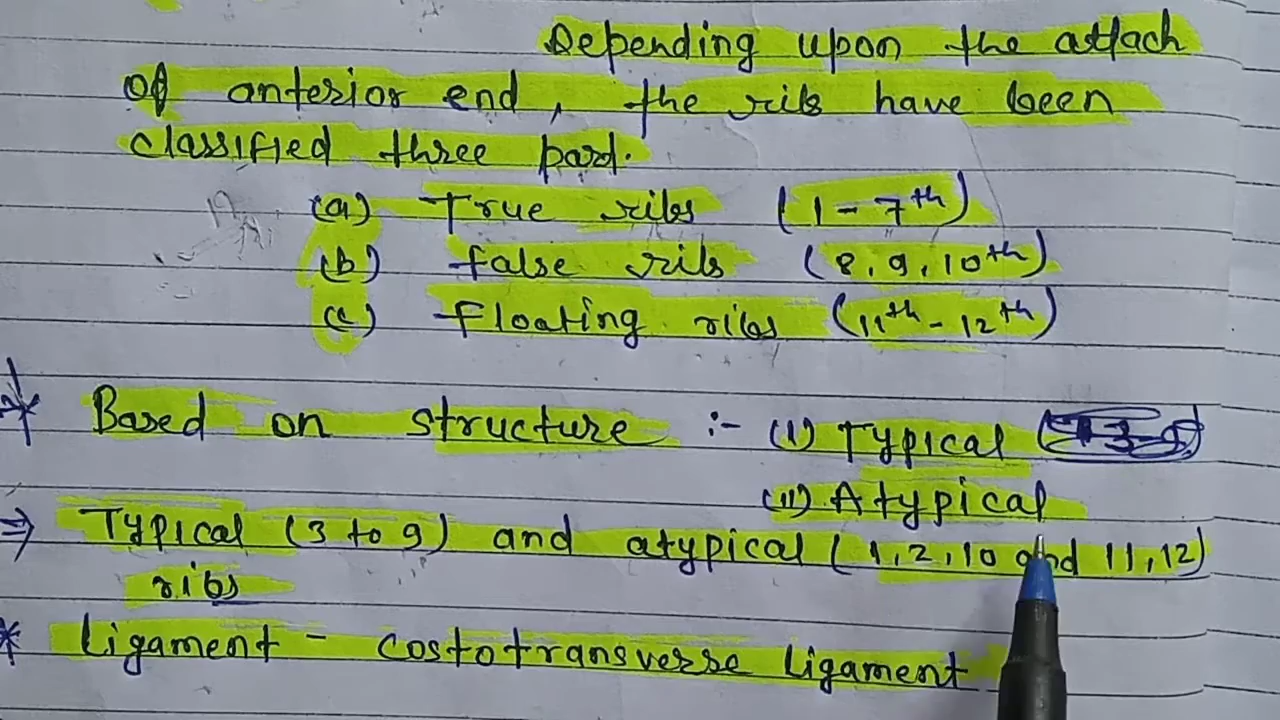 Depending upon the attach
of anterior end, the ribs have been
classified three part.
(a) True ribs (1-7th)
(b) false ribs (8, 9, 10th)
(c) Floating ribs (11th - 12th)
* Based on structure :- (I) Typical
(II) Atypical
⇒ Typical (3 to 9) and atypical (1, 2, 10 and 11, 12)
ribs
* Ligament - costotransverse ligament